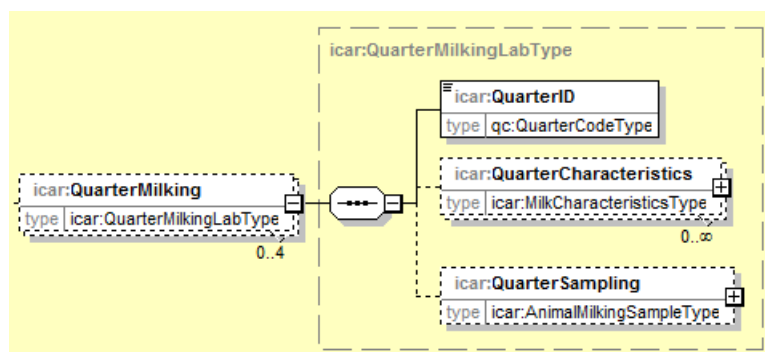 icar:QuarterMilkingLabType
icar:QuarterID
type qc:QuarterCodeType
icar:QuarterCharacteristics
type icar:MilkCharacteristicsType
0..∞
icar:QuarterMilking
type icar:QuarterMilkingLabType
0..4
icar:QuarterSampling
type icar:AnimalMilkingSampleType